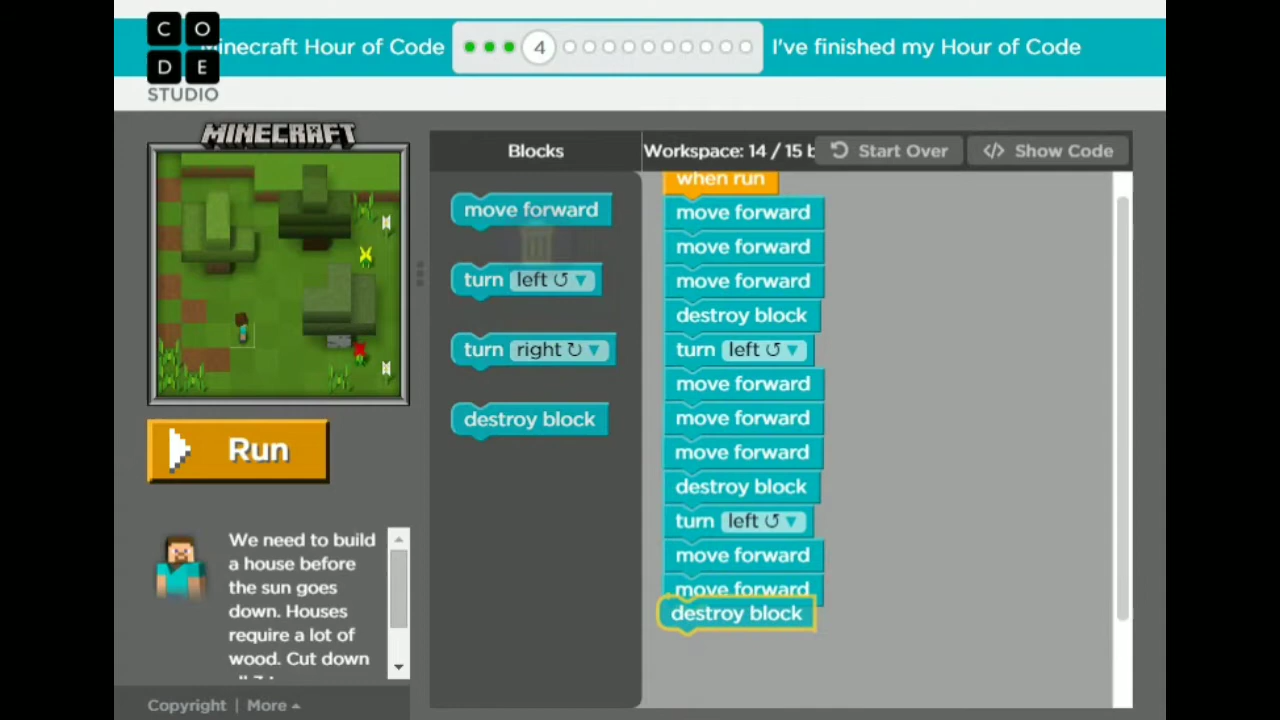 C O
D E
STUDIO
Minecraft Hour of Code
4
I've finished my Hour of Code
MINECRAFT
Run
We need to build
a house before
the sun goes
down. Houses
require a lot of
wood. Cut down
Copyright | More
Blocks
move forward
turn left
turn right
destroy block
Workspace: 14 / 15 b
Start Over
</> Show Code
when run
move forward
move forward
move forward
destroy block
turn left
move forward
move forward
move forward
destroy block
turn left
move forward
move forward
destroy block